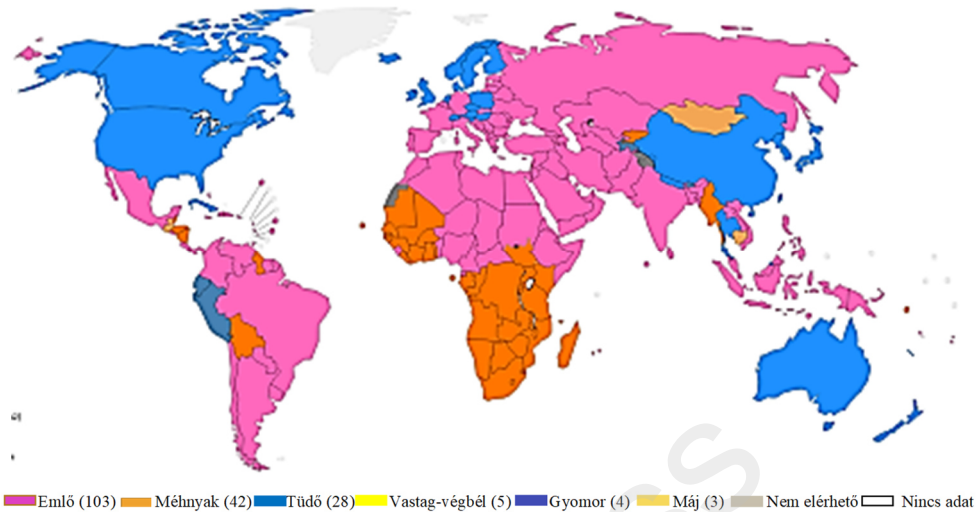 Emlő (103) Méhnyak (42) Tüdő (28) Vastag-végbél (5) Gyomor (4) Máj (3) Nem elérhető Nincs adat